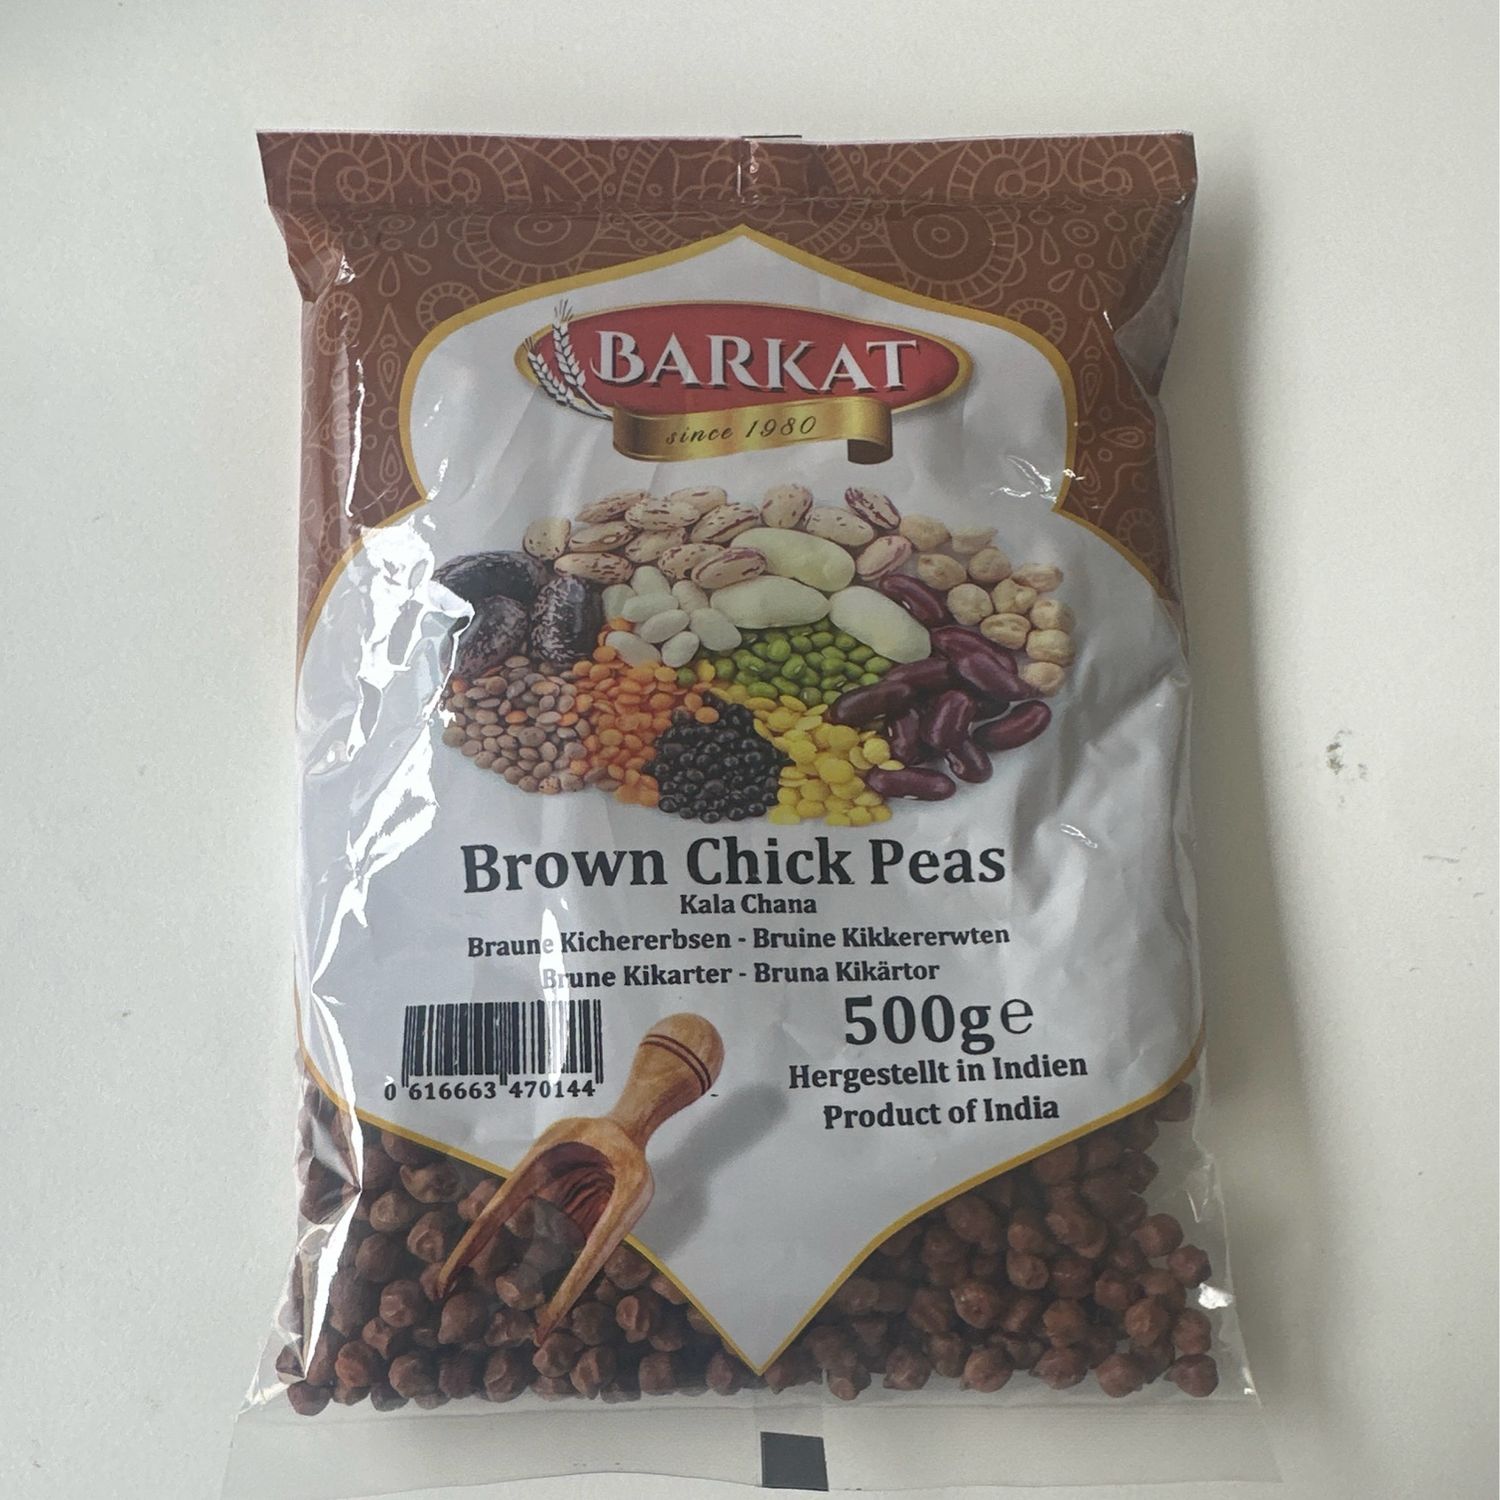 BARKAT
since 1980
Brown Chick Peas
Kala Chana
Braune Kichererbsen - Bruine Kikkererwten
Brune Kikarter - Bruna Kikärtor
500g℮
Hergestellt in Indien
Product of India
0 616663 470144